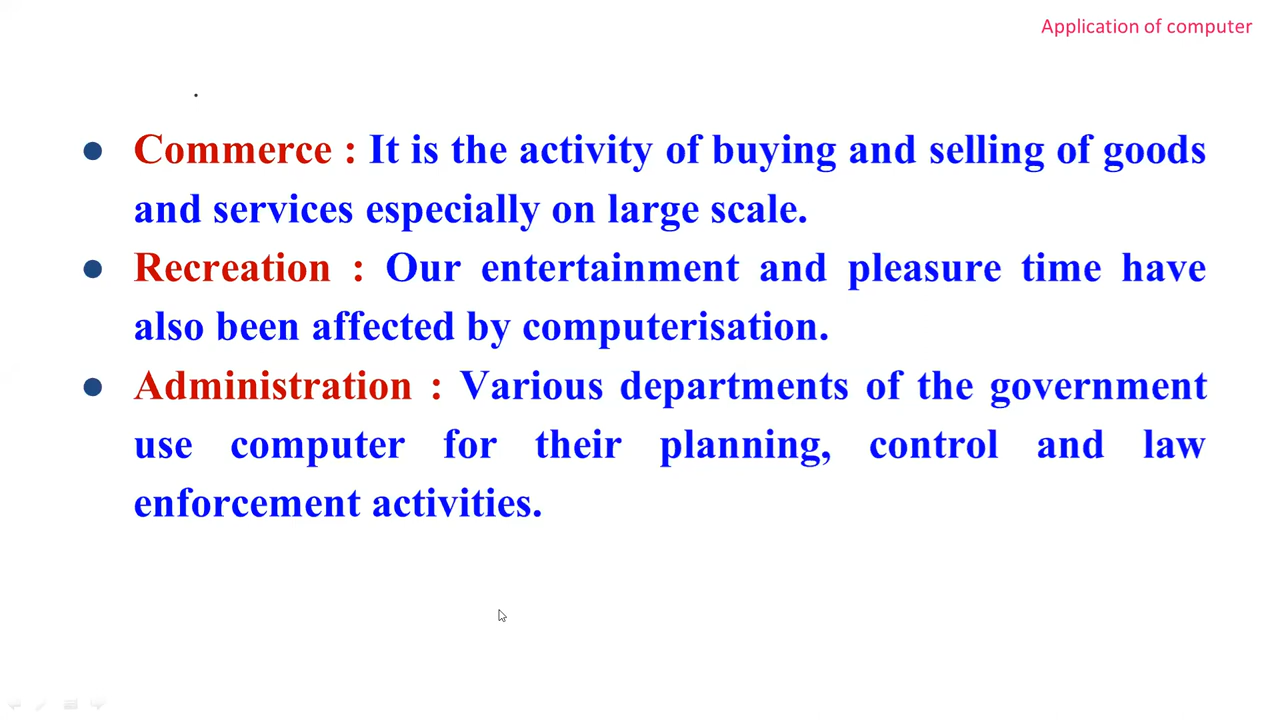 Application of computer
.
● Commerce : It is the activity of buying and selling of goods
and services especially on large scale.
● Recreation : Our entertainment and pleasure time have
also been affected by computerisation.
● Administration : Various departments of the government
use computer for their planning, control and law
enforcement activities.